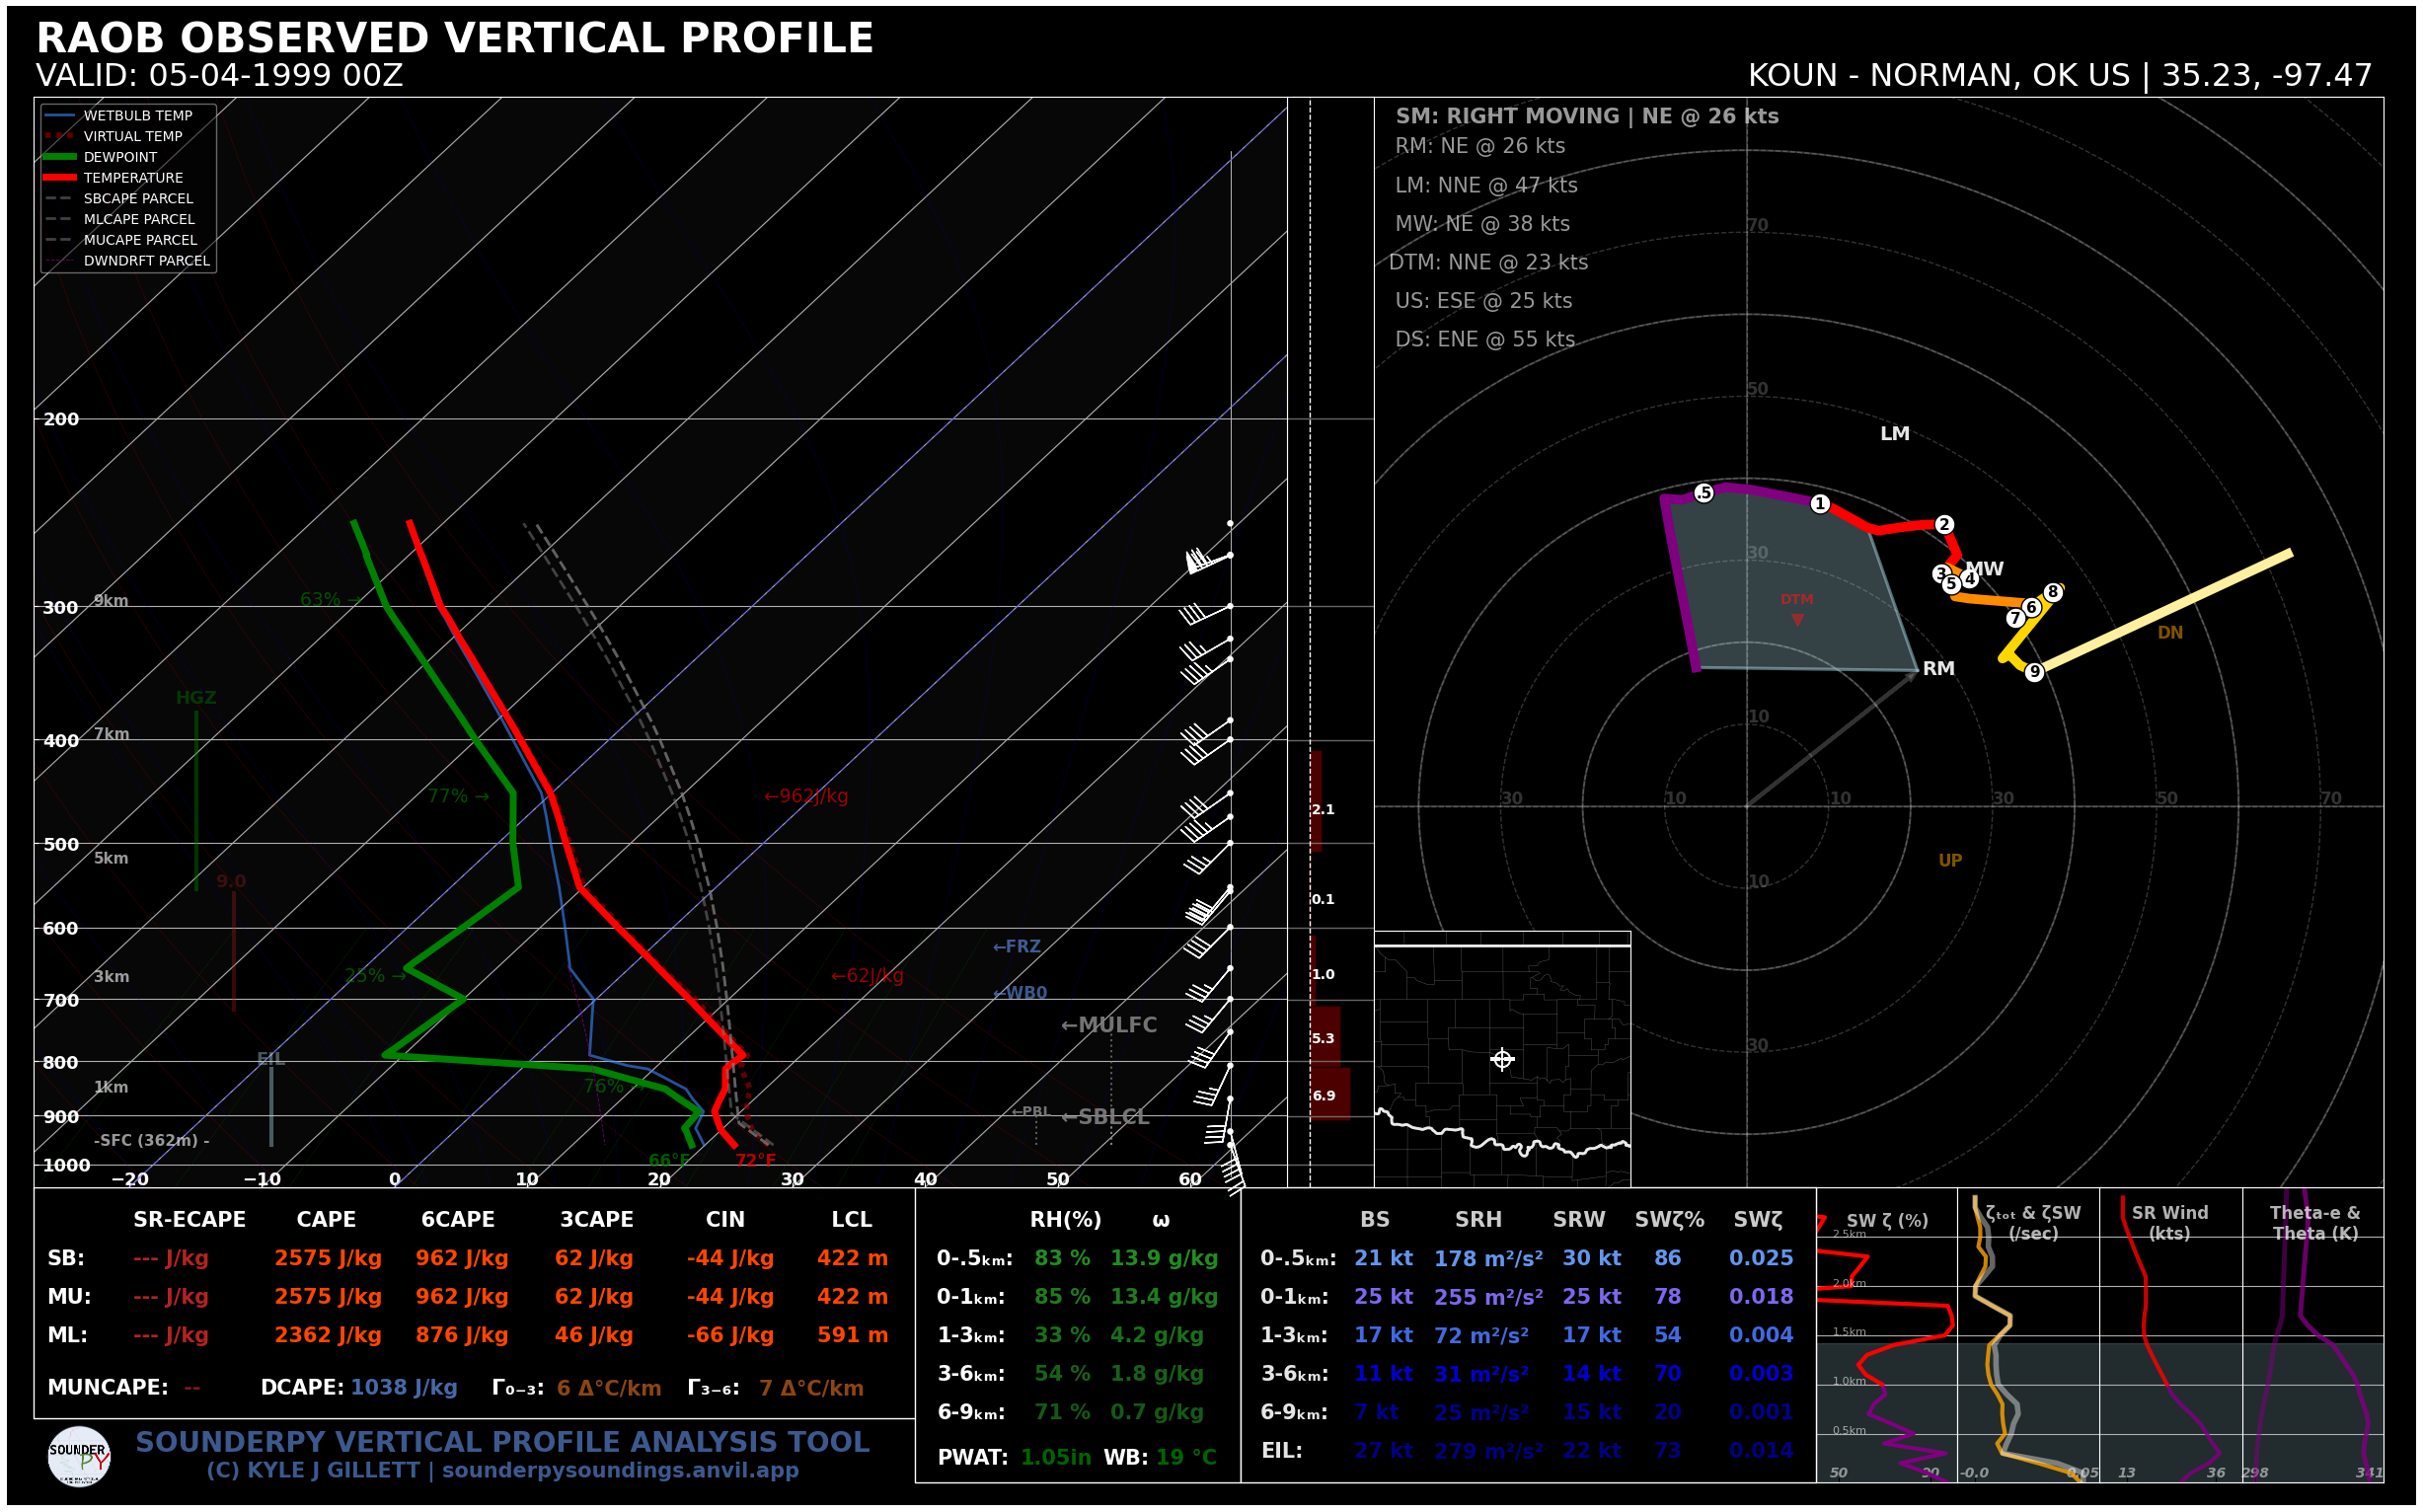 RAOB OBSERVED VERTICAL PROFILE
VALID: 05-04-1999 00Z
KOUN - NORMAN, OK US | 35.23, -97.47
WETBULB TEMP
VIRTUAL TEMP
DEWPOINT
TEMPERATURE
SBCAPE PARCEL
MLCAPE PARCEL
MUCAPE PARCEL
DWNDRFT PARCEL
200
300
400
500
600
700
800
900
1000
9km
7km
5km
3km
1km
-SFC (362m) -
HGZ
9.0
EIL
63% →
77% →
25% →
76%
←962J/kg
←62J/kg
←FRZ
←WB0
←MULFC
←PBL
←SBLCL
66°F
72°F
−20 −10 0 10 20 30 40 50 60
2.1
0.1
1.0
5.3
6.9
SM: RIGHT MOVING | NE @ 26 kts
RM: NE @ 26 kts
LM: NNE @ 47 kts
MW: NE @ 38 kts
DTM: NNE @ 23 kts
US: ESE @ 25 kts
DS: ENE @ 55 kts
70
50
30
10
30 10 10 30 50 70
10
30
LM
MW
RM
DTM
DN
UP
.5
1
2
3
4
5
6
7
8
9
SR-ECAPE CAPE 6CAPE 3CAPE CIN LCL
SB: --- J/kg 2575 J/kg 962 J/kg 62 J/kg -44 J/kg 422 m
MU: --- J/kg 2575 J/kg 962 J/kg 62 J/kg -44 J/kg 422 m
ML: --- J/kg 2362 J/kg 876 J/kg 46 J/kg -66 J/kg 591 m
MUNCAPE: -- DCAPE: 1038 J/kg Γ₀₋₃: 6 Δ°C/km Γ₃₋₆: 7 Δ°C/km
RH(%) ω
0-.5ₖₘ: 83 % 13.9 g/kg
0-1ₖₘ: 85 % 13.4 g/kg
1-3ₖₘ: 33 % 4.2 g/kg
3-6ₖₘ: 54 % 1.8 g/kg
6-9ₖₘ: 71 % 0.7 g/kg
PWAT: 1.05in WB: 19 °C
BS SRH SRW SWζ% SWζ
0-.5ₖₘ: 21 kt 178 m²/s² 30 kt 86 0.025
0-1ₖₘ: 25 kt 255 m²/s² 25 kt 78 0.018
1-3ₖₘ: 17 kt 72 m²/s² 17 kt 54 0.004
3-6ₖₘ: 11 kt 31 m²/s² 14 kt 70 0.003
6-9ₖₘ: 7 kt 25 m²/s² 15 kt 20 0.001
EIL: 27 kt 279 m²/s² 22 kt 73 0.014
SW ζ (%)
2.5km
2.0km
1.5km
1.0km
0.5km
50 90
ζₜₒₜ & ζSW
(/sec)
-0.0 0.05
SR Wind
(kts)
13 36
Theta-e &
Theta (K)
298 341
SOUNDERPY VERTICAL PROFILE ANALYSIS TOOL
(C) KYLE J GILLETT | sounderpysoundings.anvil.app
SOUNDER
PY